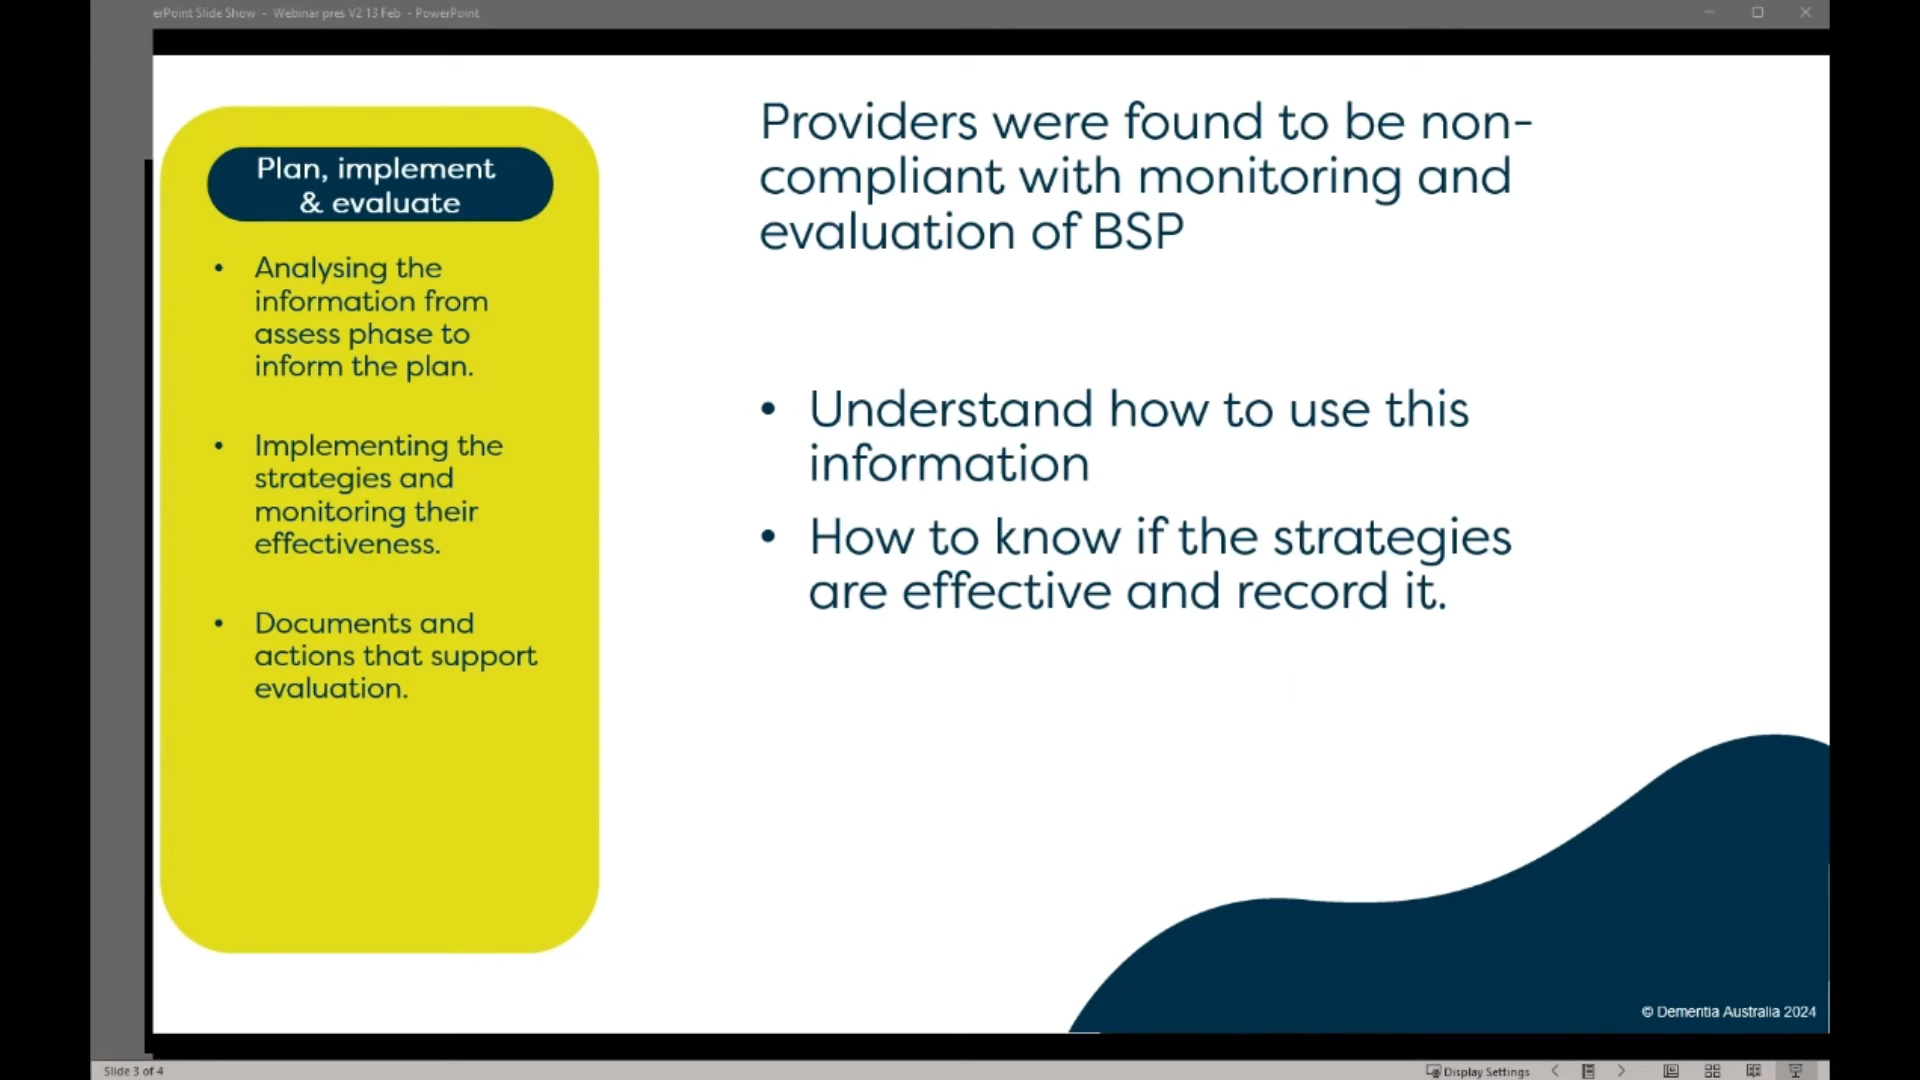 erPoint Slide Show - Webinar pres V2 13 Feb - PowerPoint
Plan, implement
& evaluate
• Analysing the
information from
assess phase to
inform the plan.
• Implementing the
strategies and
monitoring their
effectiveness.
• Documents and
actions that support
evaluation.
Providers were found to be non-
compliant with monitoring and
evaluation of BSP
• Understand how to use this
information
• How to know if the strategies
are effective and record it.
© Dementia Australia 2024
Slide 3 of 4
Display Settings